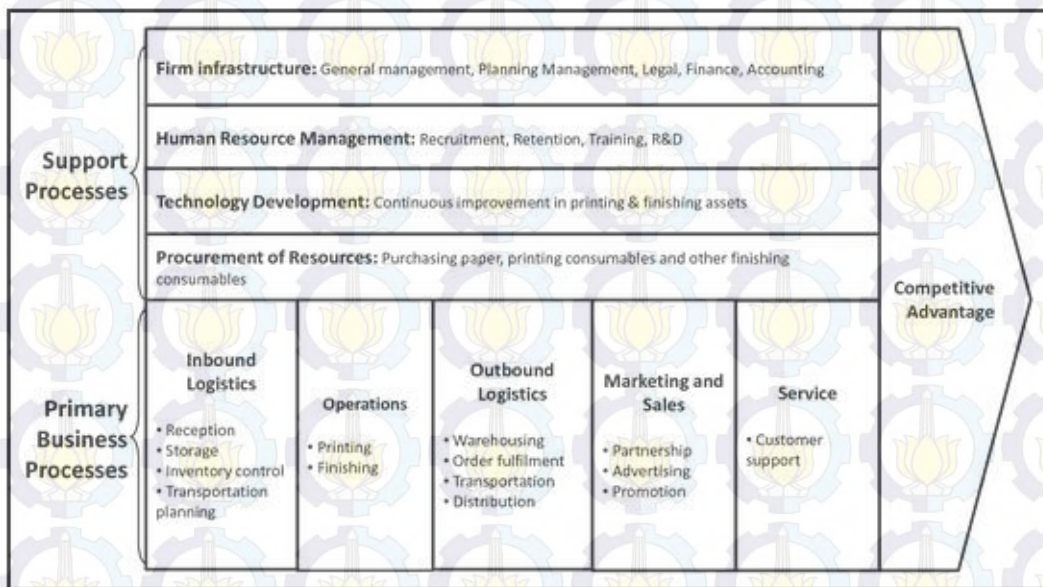 Support
Processes
Firm infrastructure: General management, Planning Management, Legal, Finance, Accounting
Human Resource Management: Recruitment, Retention, Training, R&D
Technology Development: Continuous improvement in printing & finishing assets
Procurement of Resources: Purchasing paper, printing consumables and other finishing
consumables
Competitive
Advantage
Primary
Business
Processes
Inbound
Logistics
• Reception
• Storage
• Inventory control
• Transportation
planning
Operations
• Printing
• Finishing
Outbound
Logistics
• Warehousing
• Order fulfilment
• Transportation
• Distribution
Marketing and
Sales
• Partnership
• Advertising
• Promotion
Service
• Customer
support